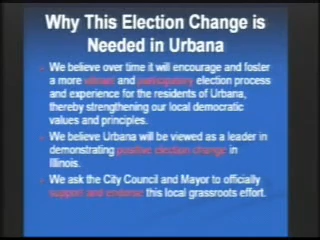 Why This Election Change is
Needed in Urbana
We believe over time it will encourage and foster
a more vibrant and participatory election process
and experience for the residents of Urbana,
thereby strengthening our local democratic
values and principles.
We believe Urbana will be viewed as a leader in
demonstrating positive election change in
Illinois.
We ask the City Council and Mayor to officially
support and endorse this local grassroots effort.